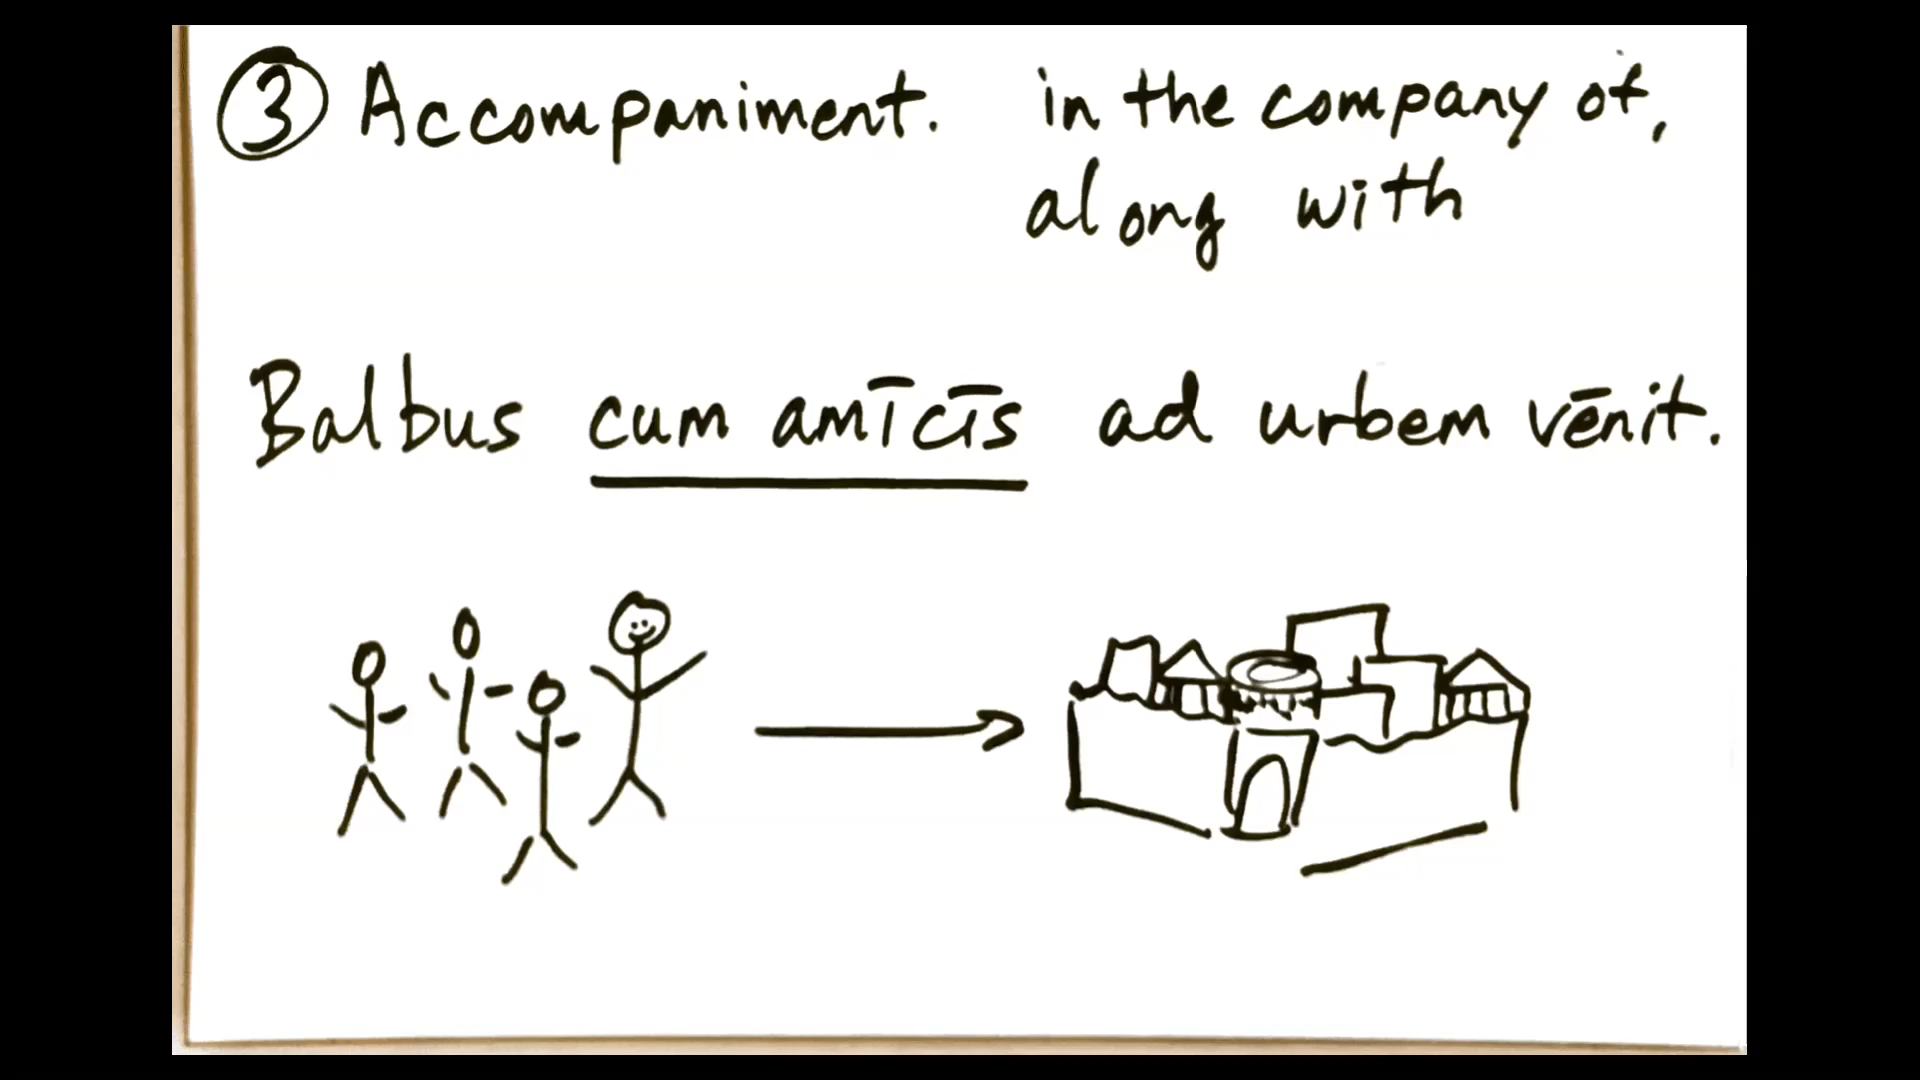 ③ Accompaniment. in the company of,
along with
Balbus cum amīcīs ad urbem vēnit.